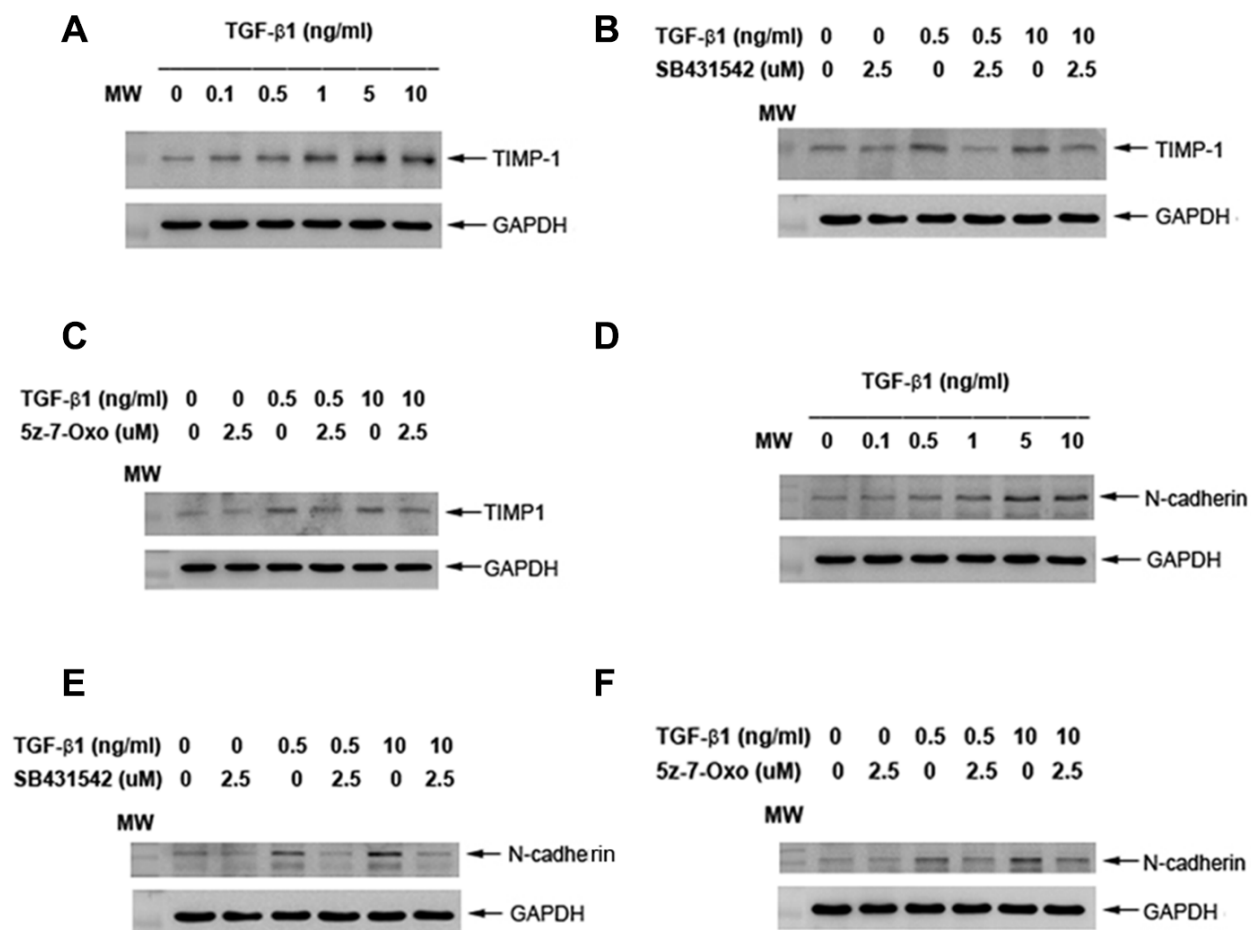 A
TGF-β1 (ng/ml)
MW 0 0.1 0.5 1 5 10
TIMP-1
GAPDH
B
TGF-β1 (ng/ml) 0 0 0.5 0.5 10 10
SB431542 (uM) 0 2.5 0 2.5 0 2.5
MW
TIMP-1
GAPDH
C
TGF-β1 (ng/ml) 0 0 0.5 0.5 10 10
5z-7-Oxo (uM) 0 2.5 0 2.5 0 2.5
MW
TIMP1
GAPDH
D
TGF-β1 (ng/ml)
MW 0 0.1 0.5 1 5 10
N-cadherin
GAPDH
E
TGF-β1 (ng/ml) 0 0 0.5 0.5 10 10
SB431542 (uM) 0 2.5 0 2.5 0 2.5
MW
N-cadherin
GAPDH
F
TGF-β1 (ng/ml) 0 0 0.5 0.5 10 10
5z-7-Oxo (uM) 0 2.5 0 2.5 0 2.5
MW
N-cadherin
GAPDH